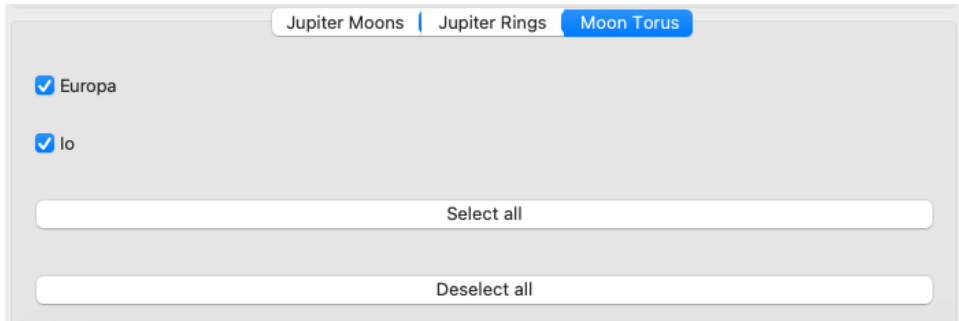 Jupiter Moons Jupiter Rings Moon Torus
Europa
Io
Select all
Deselect all